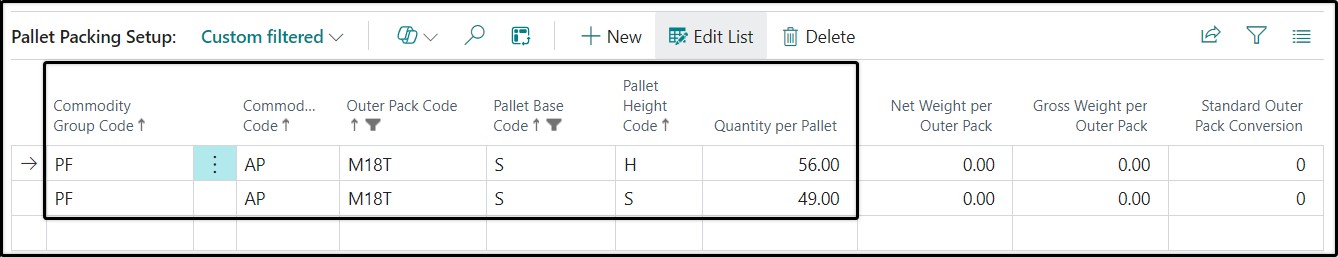 Pallet Packing Setup: Custom filtered New Edit List Delete
Pallet
Commodity Commod... Outer Pack Code Pallet Base Height Net Weight per Gross Weight per Standard Outer
Group Code ↑ Code ↑ ↑ Code ↑ Code ↑ Quantity per Pallet Outer Pack Outer Pack Pack Conversion
→ PF ⋮ AP M18T S H 56.00 0.00 0.00 0
PF AP M18T S S 49.00 0.00 0.00 0